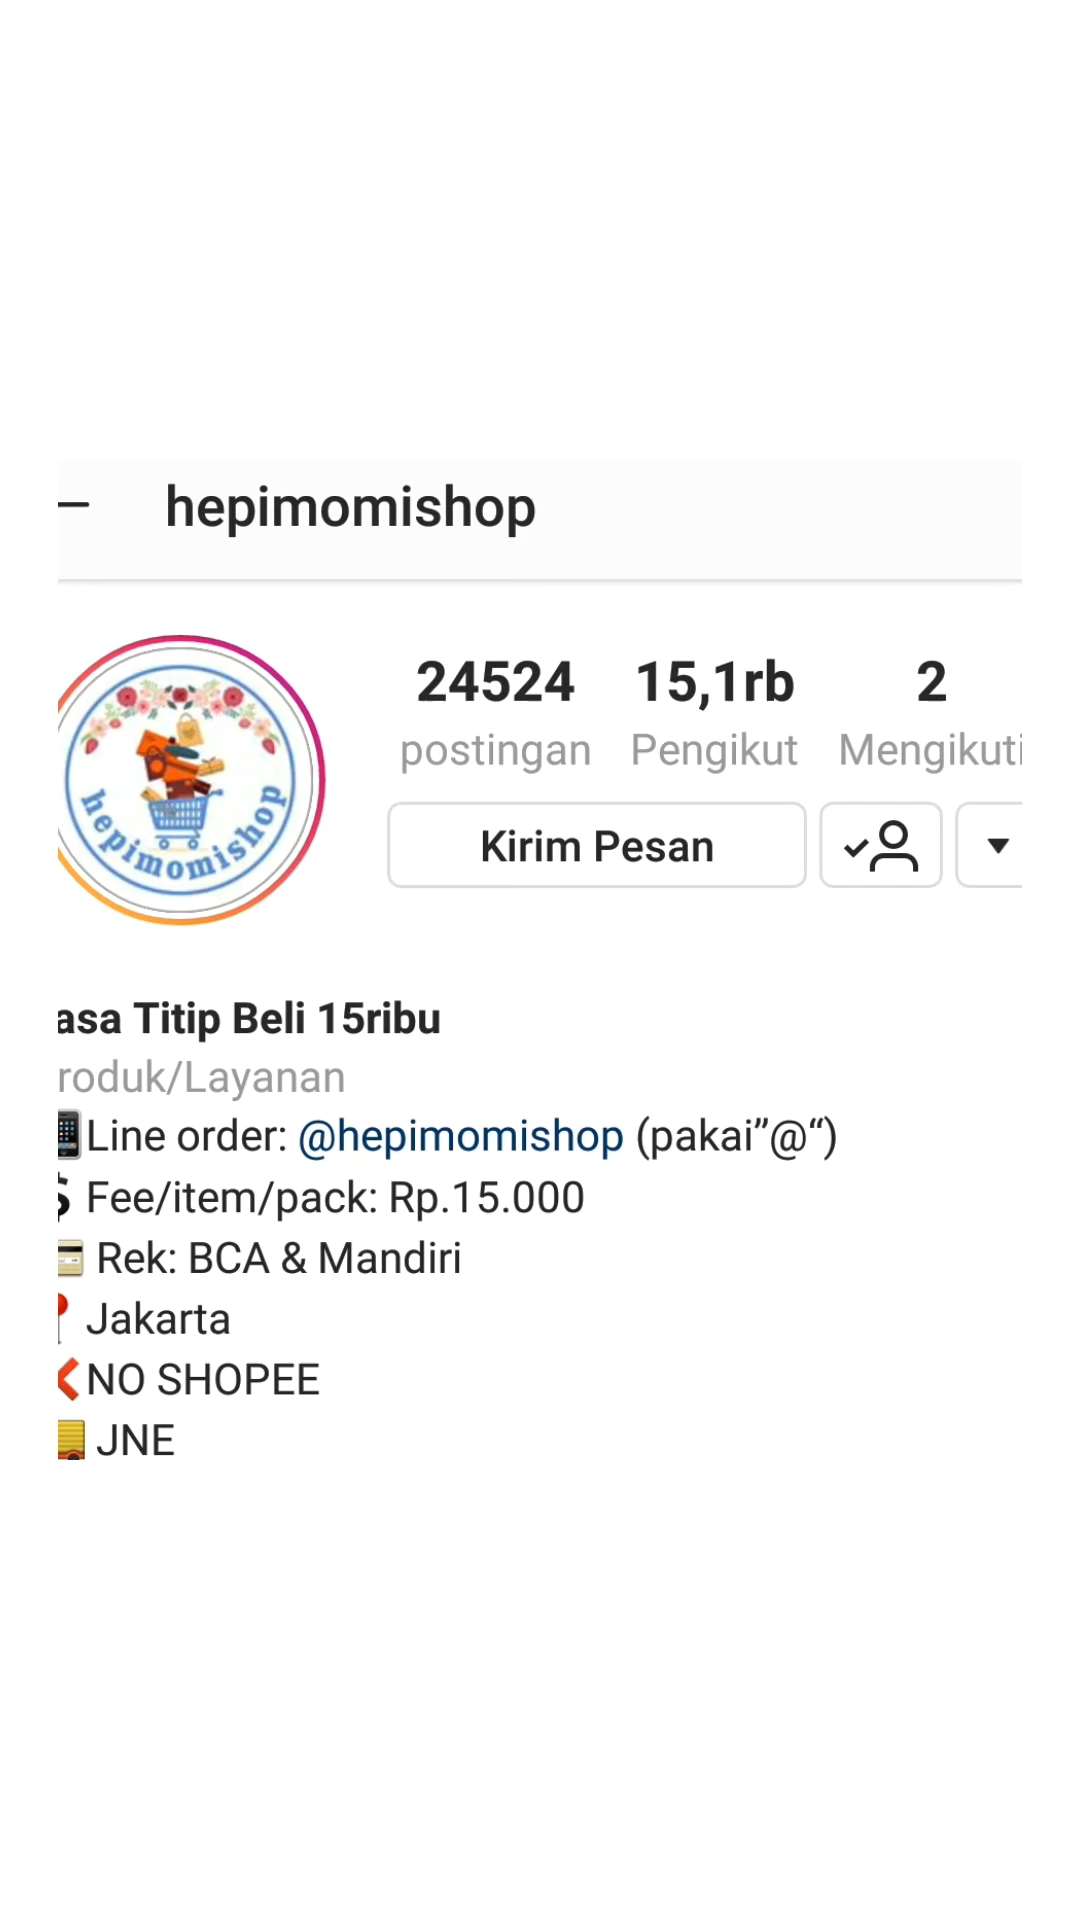 hepimomishop
hepimomishop
24524 15,1rb 2
postingan Pengikut Mengikuti
Kirim Pesan
asa Titip Beli 15ribu
roduk/Layanan
Line order: @hepimomishop (pakai”@“)
$ Fee/item/pack: Rp.15.000
Rek: BCA & Mandiri
Jakarta
NO SHOPEE
JNE